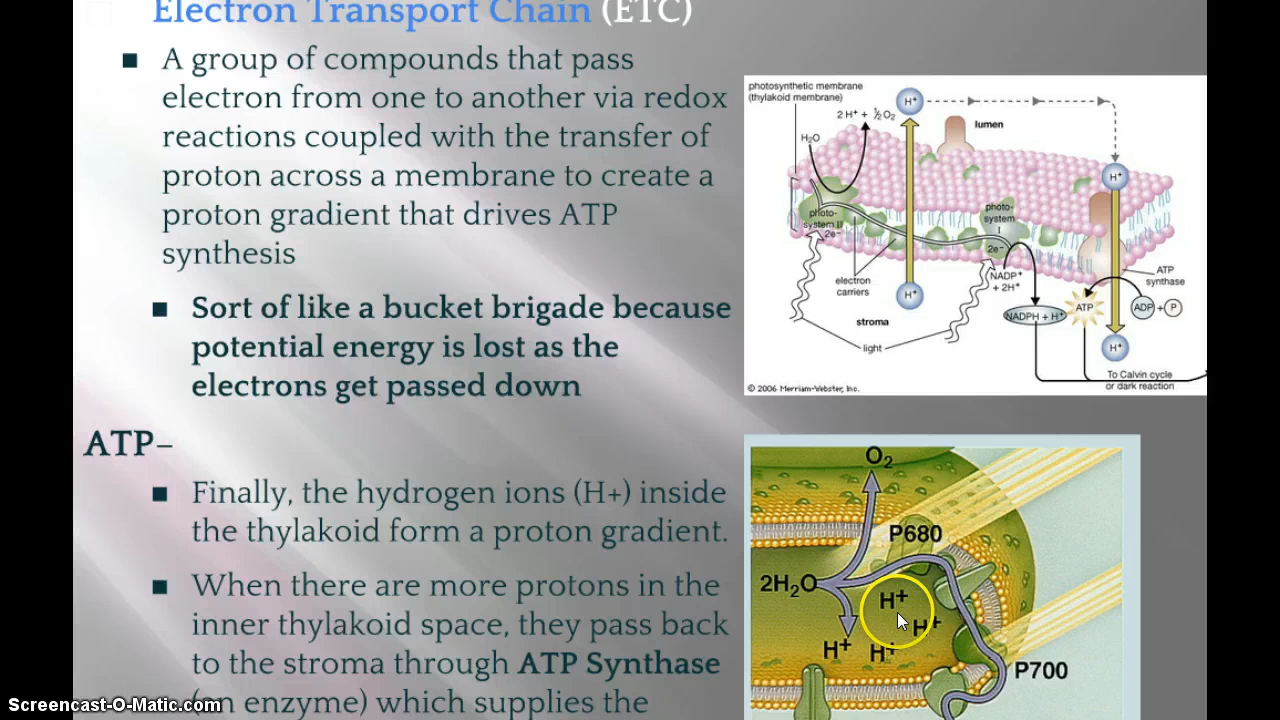 Electron Transport Chain (ETC)
A group of compounds that pass
electron from one to another via redox
reactions coupled with the transfer of
proton across a membrane to create a
proton gradient that drives ATP
synthesis
Sort of like a bucket brigade because
potential energy is lost as the
electrons get passed down
ATP–
Finally, the hydrogen ions (H+) inside
the thylakoid form a proton gradient.
When there are more protons in the
inner thylakoid space, they pass back
to the stroma through ATP Synthase
(an enzyme) which supplies the
photosynthetic membrane
(thylakoid membrane)
2 H⁺ + ½O₂
H⁺
lumen
H₂O
H⁺
photo-
system II
2e⁻
photo-
system
I
2e⁻
electron
carriers
H⁺
NADP⁺
+ 2H⁺
ATP
synthase
stroma
NADPH + H⁺
ATP
ADP + P
light
H⁺
To Calvin cycle
or dark reaction
© 2006 Merriam-Webster, Inc.
O₂
P680
2H₂O
H⁺
H⁺
H⁺
H⁺
P700
Screencast-O-Matic.com